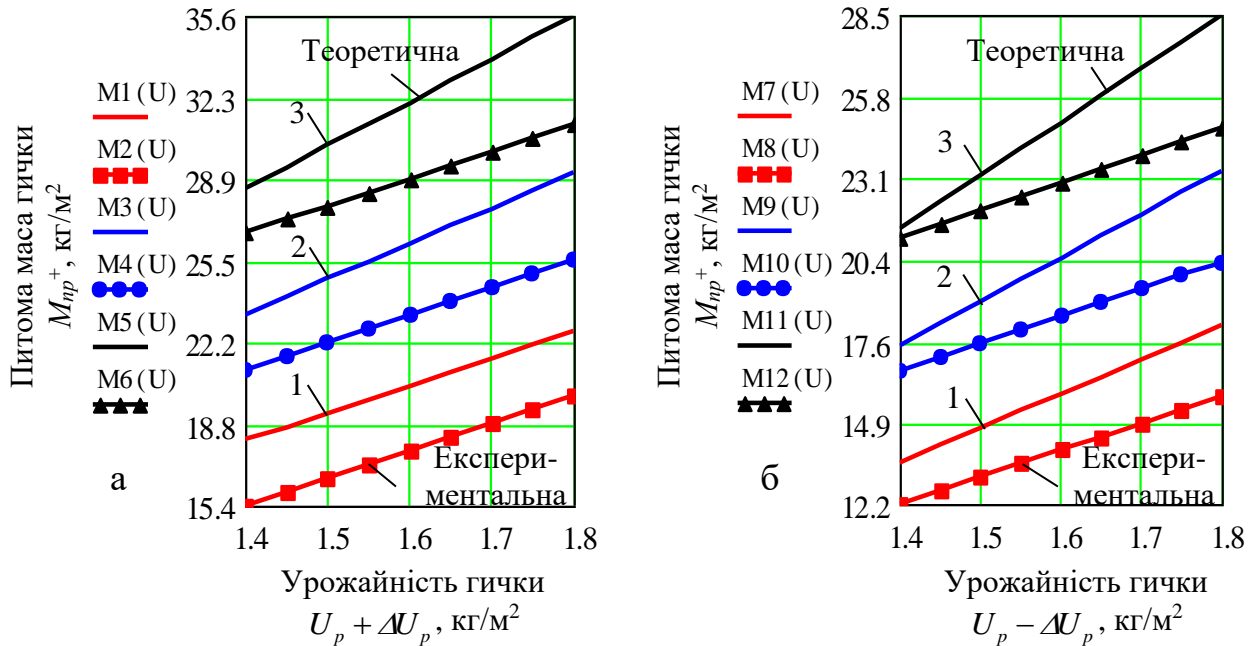 Питома маса гички
M_пр⁺, кг/м²
M1 (U)
M2 (U)
M3 (U)
M4 (U)
M5 (U)
M6 (U)
а
35.6
32.3
28.9
25.5
22.2
18.8
15.4
Теоретична
3
2
1
Експери-
ментальна
1.4 1.5 1.6 1.7 1.8
Урожайність гички
U_p + ΔU_p, кг/м²
Питома маса гички
M_пр⁺, кг/м²
M7 (U)
M8 (U)
M9 (U)
M10 (U)
M11 (U)
M12 (U)
б
28.5
25.8
23.1
20.4
17.6
14.9
12.2
Теоретична
3
2
1
Експери-
ментальна
1.4 1.5 1.6 1.7 1.8
Урожайність гички
U_p − ΔU_p, кг/м²